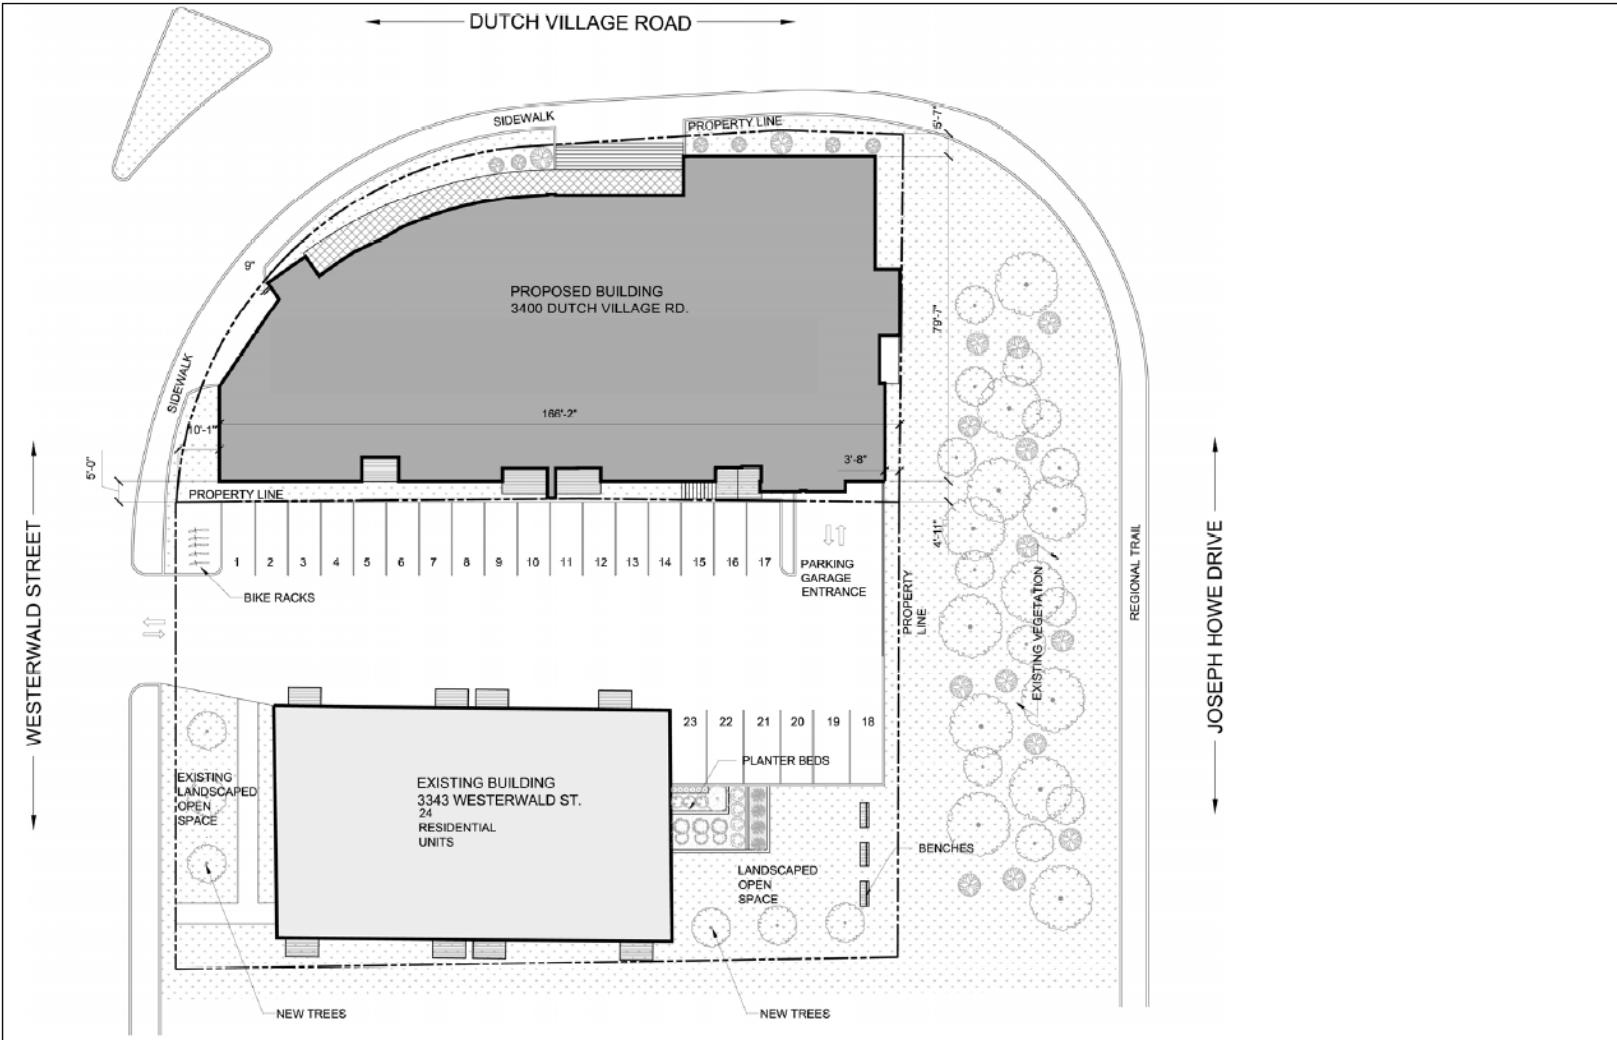 DUTCH VILLAGE ROAD
SIDEWALK
PROPERTY LINE
5'-7"
9"
PROPOSED BUILDING
3400 DUTCH VILLAGE RD.
79'-7"
SIDEWALK
166'-2"
10'-1"
3'-8"
5'-0"
PROPERTY LINE
4'-11"
WESTERWALD STREET
1 2 3 4 5 6 7 8 9 10 11 12 13 14 15 16 17
PARKING
GARAGE
ENTRANCE
BIKE RACKS
PROPERTY
LINE
EXISTING VEGETATION
REGIONAL TRAIL
JOSEPH HOWE DRIVE
23 22 21 20 19 18
PLANTER BEDS
EXISTING
LANDSCAPED
OPEN
SPACE
EXISTING BUILDING
3343 WESTERWALD ST.
24
RESIDENTIAL
UNITS
BENCHES
LANDSCAPED
OPEN
SPACE
NEW TREES
NEW TREES